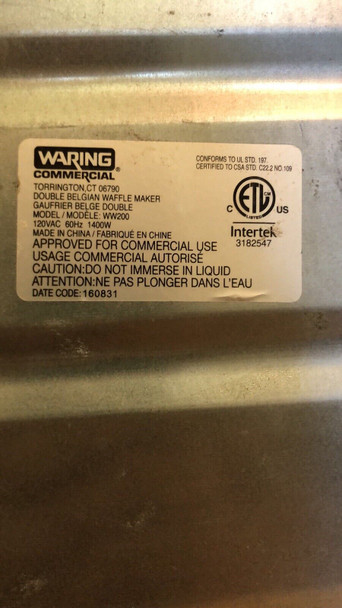 WARING
COMMERCIAL
TORRINGTON,CT 06790
DOUBLE BELGIAN WAFFLE MAKER
GAUFRIER BELGE DOUBLE
MODEL / MODÈLE: WW200
120VAC 60Hz 1400W
MADE IN CHINA / FABRIQUÉ EN CHINE
APPROVED FOR COMMERCIAL USE
USAGE COMMERCIAL AUTORISÉ
CAUTION:DO NOT IMMERSE IN LIQUID
ATTENTION:NE PAS PLONGER DANS L'EAU
DATE CODE:160831
CONFORMS TO UL STD. 197.
CERTIFIED TO CSA STD. C22.2 NO.109
C ETL US
LISTED
Intertek
3182547